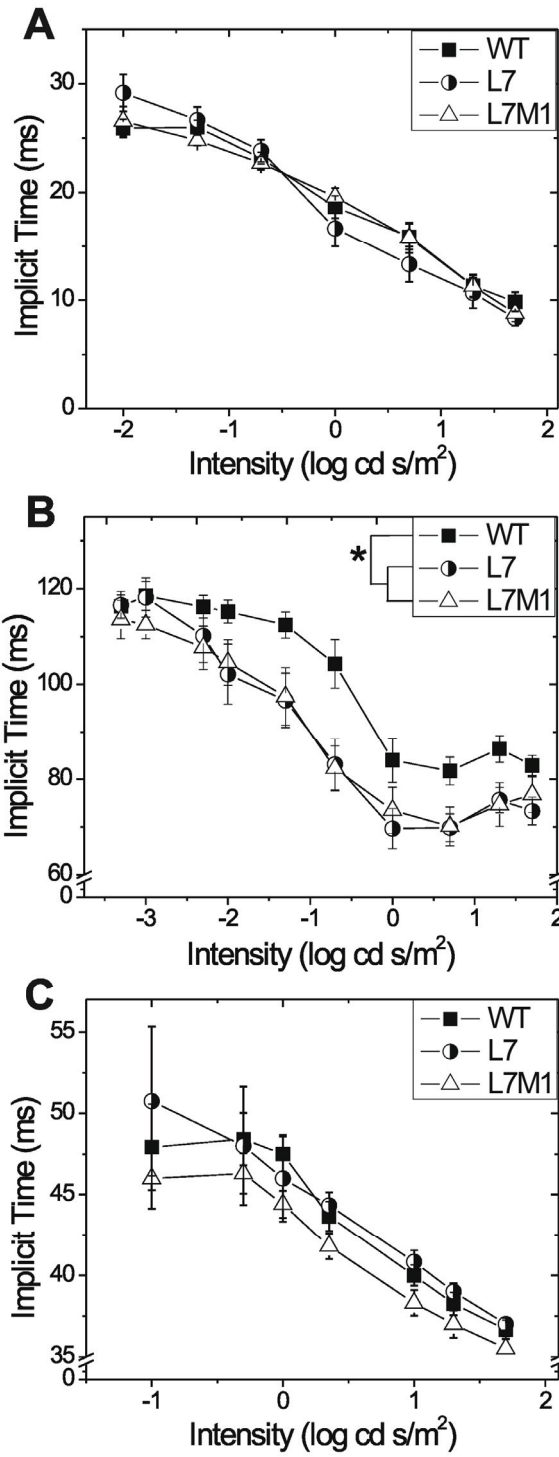 A
WT
L7
L7M1
30
20
10
0
Implicit Time (ms)
-2 -1 0 1 2
Intensity (log cd s/m²)
B
*
WT
L7
L7M1
120
100
80
60
0
Implicit Time (ms)
-3 -2 -1 0 1 2
Intensity (log cd s/m²)
C
WT
L7
L7M1
55
50
45
40
35
0
Implicit Time (ms)
-1 0 1 2
Intensity (log cd s/m²)